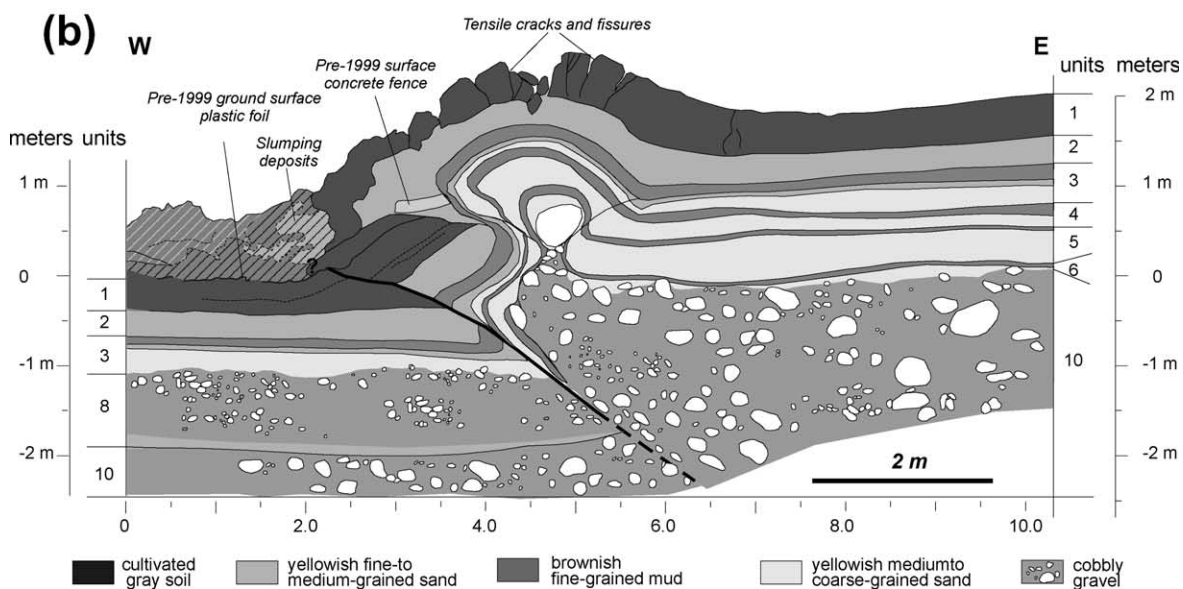 (b)
W
E
Tensile cracks and fissures
Pre-1999 surface
concrete fence
Pre-1999 ground surface
plastic foil
Slumping
deposits
meters
units
units
meters
1 m
0
-1 m
-2 m
1
2
3
8
10
?
1
2
3
4
5
6
10
2 m
1 m
0
-1 m
-2 m
2 m
0
2.0
4.0
6.0
8.0
10.0
cultivated
gray soil
yellowish fine-to
medium-grained sand
brownish
fine-grained mud
yellowish mediumto
coarse-grained sand
cobbly
gravel